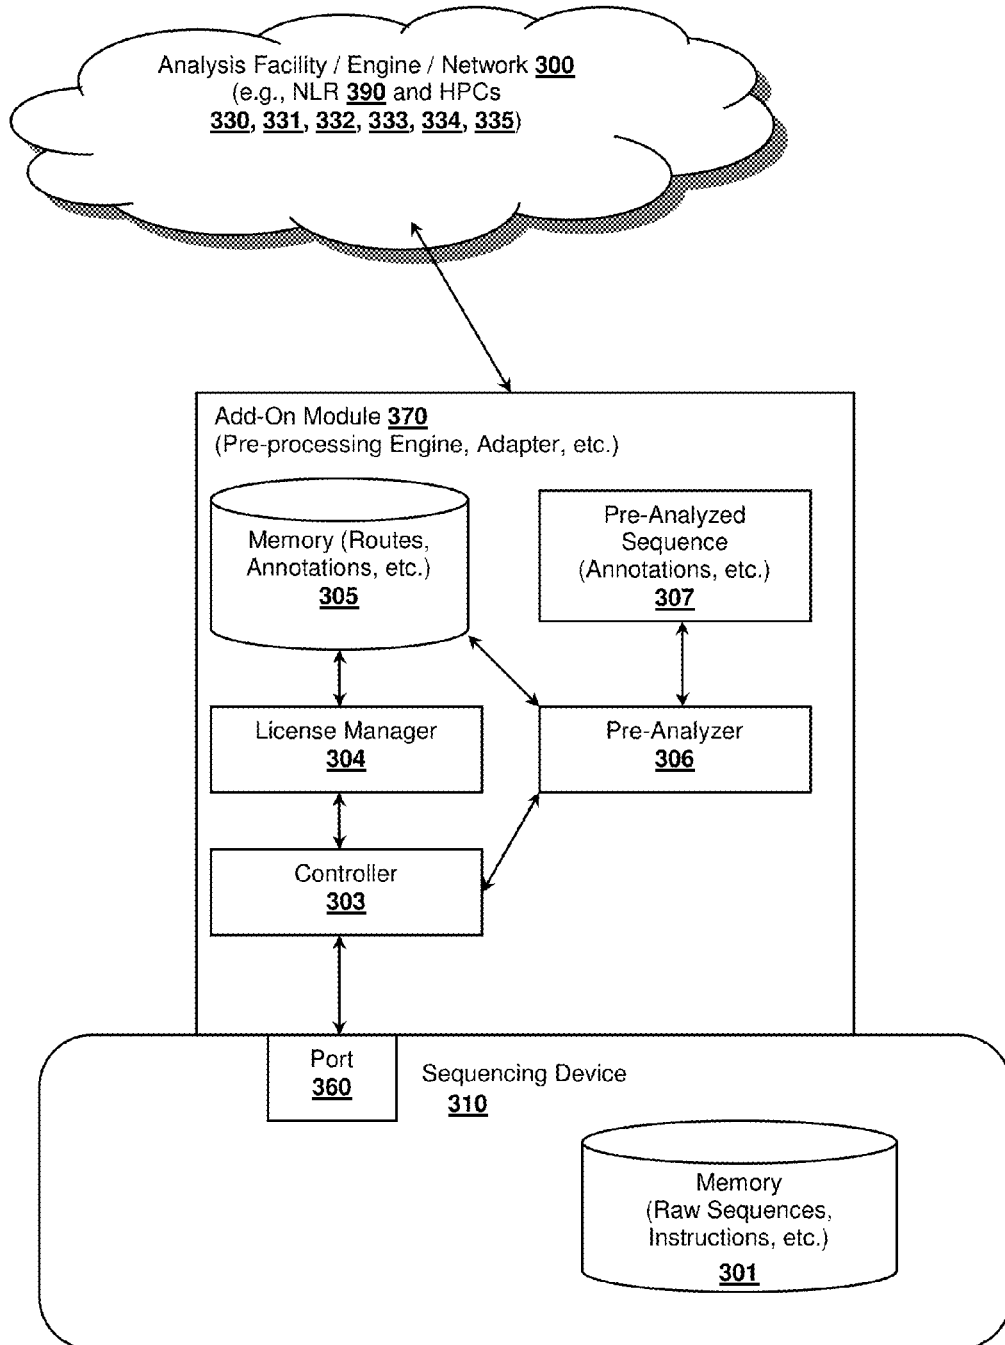 Analysis Facility / Engine / Network 300
(e.g., NLR 390 and HPCs
330, 331, 332, 333, 334, 335)
Add-On Module 370
(Pre-processing Engine, Adapter, etc.)
Memory (Routes,
Annotations, etc.)
305
Pre-Analyzed
Sequence
(Annotations, etc.)
307
License Manager
304
Pre-Analyzer
306
Controller
303
Port
360
Sequencing Device
310
Memory
(Raw Sequences,
Instructions, etc.)
301